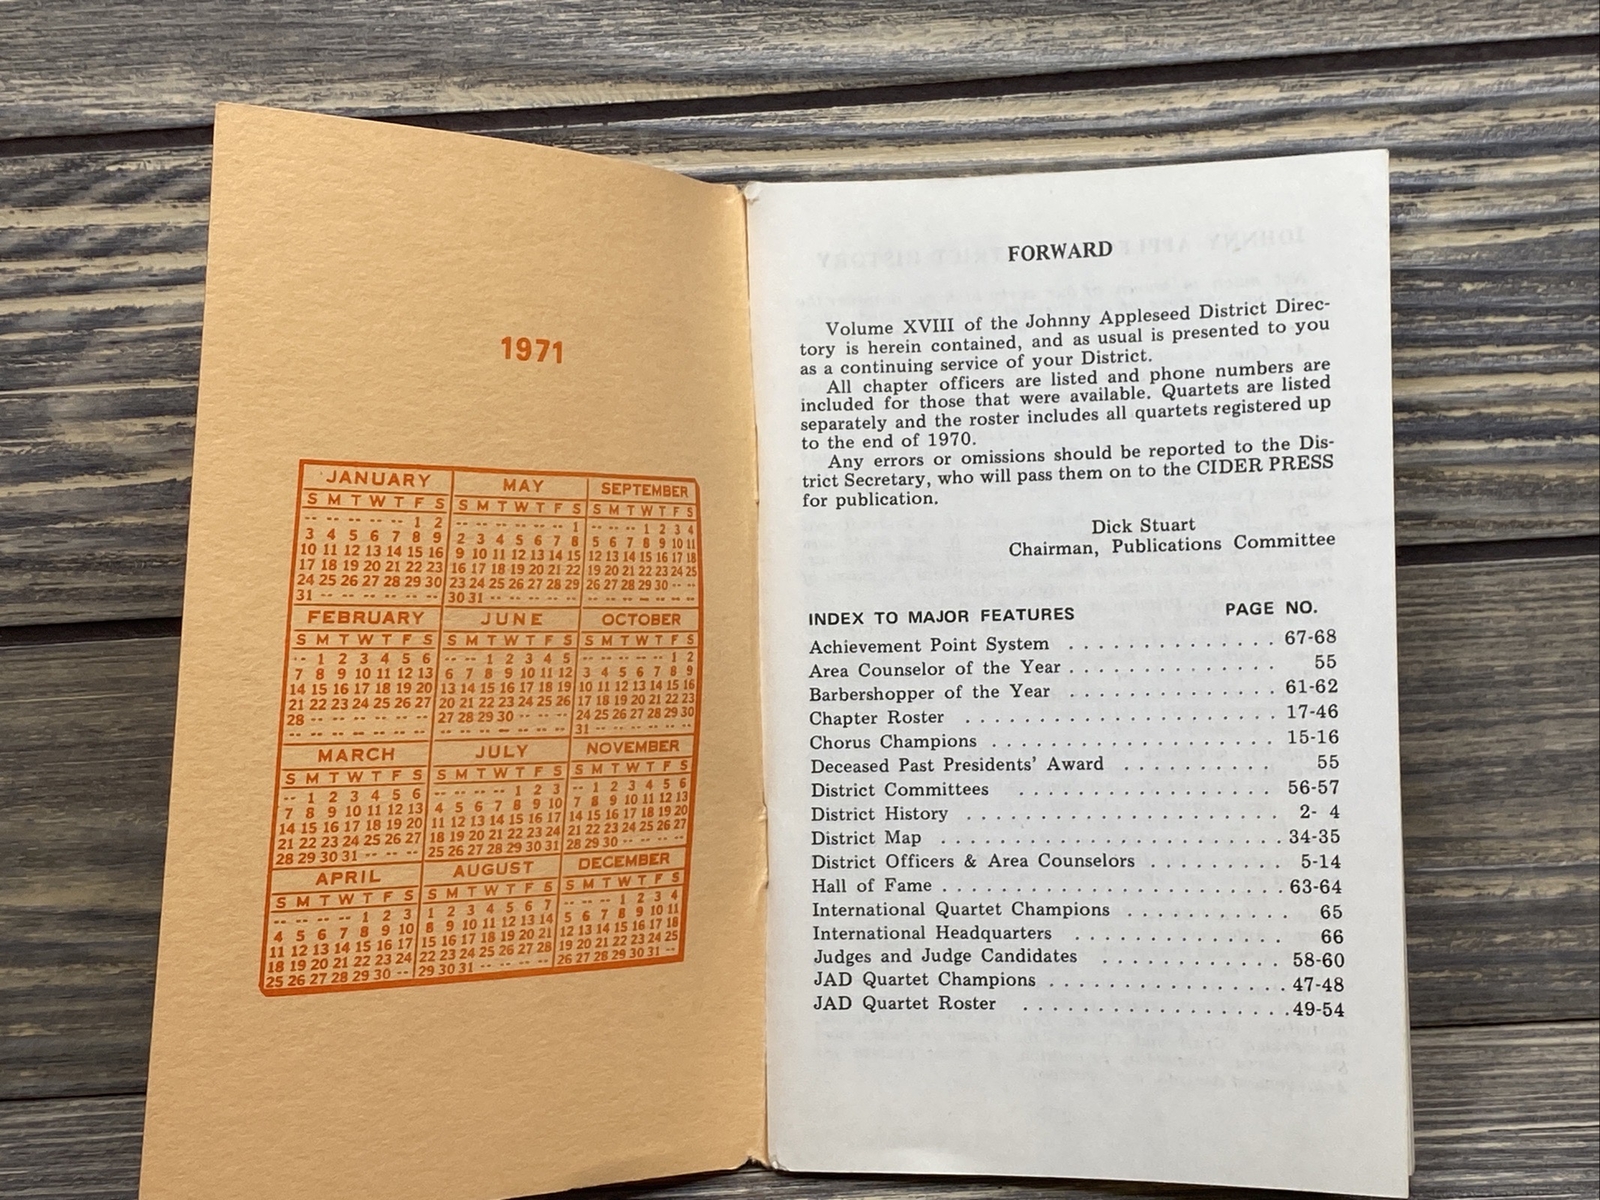 1971
JANUARY
S M T W T F S
-- -- -- -- -- 1 2
3 4 5 6 7 8 9
10 11 12 13 14 15 16
17 18 19 20 21 22 23
24 25 26 27 28 29 30
31 -- -- -- -- -- --
FEBRUARY
S M T W T F S
-- 1 2 3 4 5 6
7 8 9 10 11 12 13
14 15 16 17 18 19 20
21 22 23 24 25 26 27
28 -- -- -- -- -- --
-- -- -- -- -- -- --
MARCH
S M T W T F S
-- 1 2 3 4 5 6
7 8 9 10 11 12 13
14 15 16 17 18 19 20
21 22 23 24 25 26 27
28 29 30 31 -- -- --
APRIL
S M T W T F S
-- -- -- -- 1 2 3
4 5 6 7 8 9 10
11 12 13 14 15 16 17
18 19 20 21 22 23 24
25 26 27 28 29 30 --
MAY
S M T W T F S
-- -- -- -- -- -- 1
2 3 4 5 6 7 8
9 10 11 12 13 14 15
16 17 18 19 20 21 22
23 24 25 26 27 28 29
30 31 -- -- -- -- --
JUNE
S M T W T F S
-- -- 1 2 3 4 5
6 7 8 9 10 11 12
13 14 15 16 17 18 19
20 21 22 23 24 25 26
27 28 29 30 -- -- --
-- -- -- -- -- -- --
JULY
S M T W T F S
-- -- -- -- 1 2 3
4 5 6 7 8 9 10
11 12 13 14 15 16 17
18 19 20 21 22 23 24
25 26 27 28 29 30 31
AUGUST
S M T W T F S
1 2 3 4 5 6 7
8 9 10 11 12 13 14
15 16 17 18 19 20 21
22 23 24 25 26 27 28
29 30 31 -- -- -- --
SEPTEMBER
S M T W T F S
-- -- -- 1 2 3 4
5 6 7 8 9 10 11
12 13 14 15 16 17 18
19 20 21 22 23 24 25
26 27 28 29 30 -- --
-- -- -- -- -- -- --
OCTOBER
S M T W T F S
-- -- -- -- -- 1 2
3 4 5 6 7 8 9
10 11 12 13 14 15 16
17 18 19 20 21 22 23
24 25 26 27 28 29 30
31 -- -- -- -- -- --
NOVEMBER
S M T W T F S
-- 1 2 3 4 5 6
7 8 9 10 11 12 13
14 15 16 17 18 19 20
21 22 23 24 25 26 27
28 29 30 -- -- -- --
DECEMBER
S M T W T F S
-- -- -- 1 2 3 4
5 6 7 8 9 10 11
12 13 14 15 16 17 18
19 20 21 22 23 24 25
26 27 28 29 30 31 --
FORWARD
Volume XVIII of the Johnny Appleseed District Direc-
tory is herein contained, and as usual is presented to you
as a continuing service of your District.
All chapter officers are listed and phone numbers are
included for those that were available. Quartets are listed
separately and the roster includes all quartets registered up
to the end of 1970.
Any errors or omissions should be reported to the Dis-
trict Secretary, who will pass them on to the CIDER PRESS
for publication.
Dick Stuart
Chairman, Publications Committee
INDEX TO MAJOR FEATURES PAGE NO.
Achievement Point System . . . . . . . . . . . . . 67-68
Area Counselor of the Year . . . . . . . . . . . . . 55
Barbershopper of the Year . . . . . . . . . . . . . 61-62
Chapter Roster . . . . . . . . . . . . . . . . . . . . 17-46
Chorus Champions . . . . . . . . . . . . . . . . . . 15-16
Deceased Past Presidents' Award . . . . . . . . . . 55
District Committees . . . . . . . . . . . . . . . . . 56-57
District History . . . . . . . . . . . . . . . . . . . . 2- 4
District Map . . . . . . . . . . . . . . . . . . . . . . 34-35
District Officers & Area Counselors . . . . . . . . . 5-14
Hall of Fame . . . . . . . . . . . . . . . . . . . . . . . 63-64
International Quartet Champions . . . . . . . . . . . 65
International Headquarters . . . . . . . . . . . . . . 66
Judges and Judge Candidates . . . . . . . . . . . . 58-60
JAD Quartet Champions . . . . . . . . . . . . . . . . 47-48
JAD Quartet Roster . . . . . . . . . . . . . . . . . . 49-54